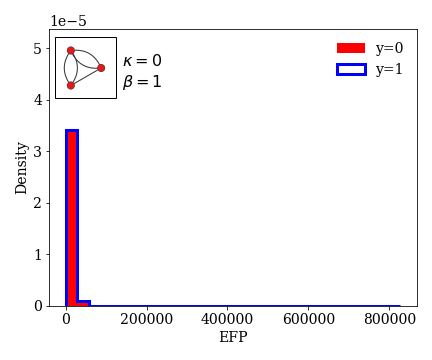 1e−5
κ = 0
β = 1
y=0
y=1
Density
5
4
3
2
1
0
0 200000 400000 600000 800000
EFP